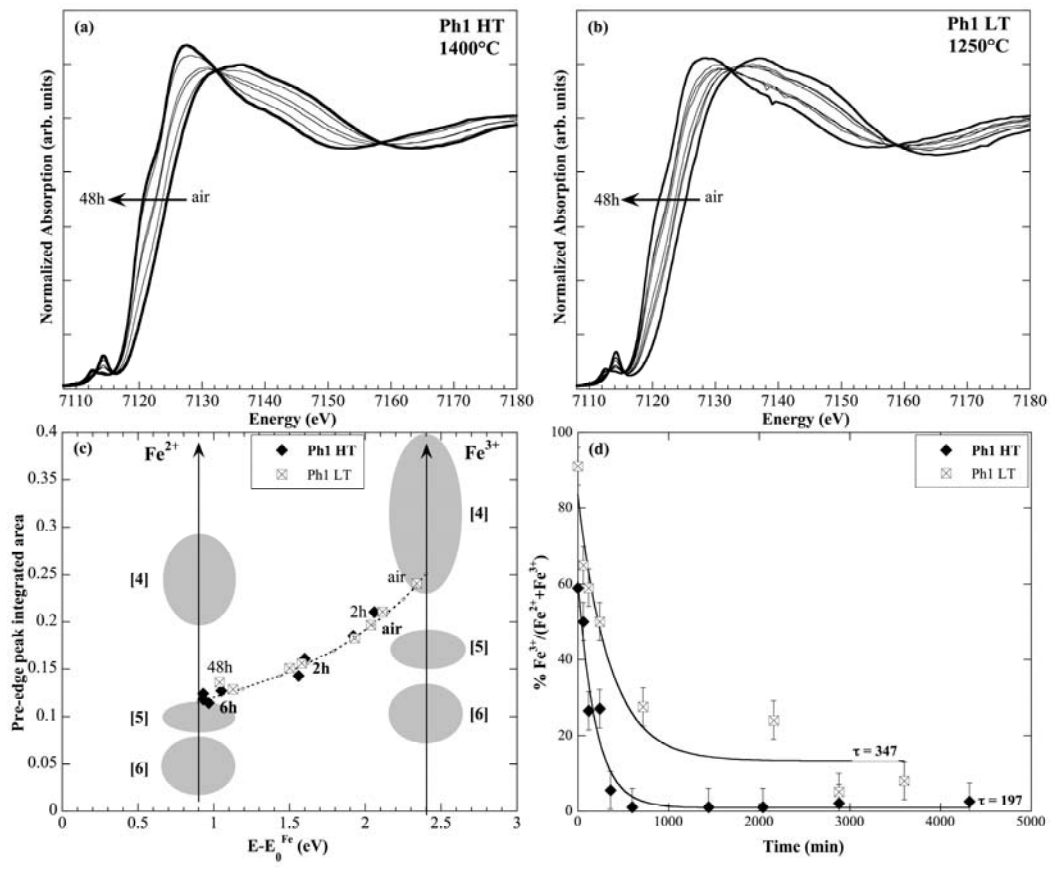 (a)
Ph1 HT
1400°C
Normalized Absorption (arb. units)
48h
air
7110 7120 7130 7140 7150 7160 7170 7180
Energy (eV)
(b)
Ph1 LT
1250°C
Normalized Absorption (arb. units)
48h
air
7110 7120 7130 7140 7150 7160 7170 7180
Energy (eV)
(c)
Fe2+
Ph1 HT
Ph1 LT
Fe3+
[4]
[4]
air
2h
air
[5]
2h
48h
6h
[5]
[6]
[6]
Pre-edge peak integrated area
0.4
0.35
0.3
0.25
0.2
0.15
0.1
0.05
0
0 0.5 1 1.5 2 2.5 3
E-E0Fe (eV)
(d)
Ph1 HT
Ph1 LT
% Fe3+/(Fe2++Fe3+)
100
80
60
40
20
0
τ = 347
τ = 197
0 1000 2000 3000 4000 5000
Time (min)